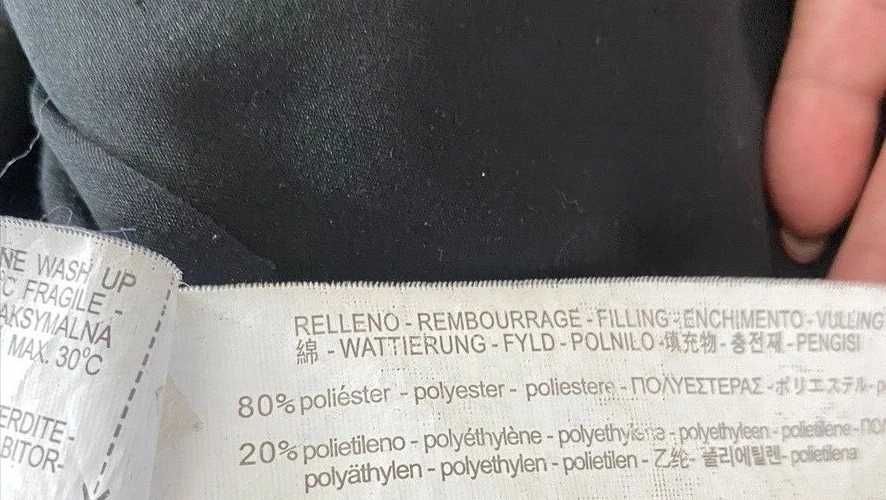 NE WASH UP
°C FRAGILE -
AKSYMALNA
MAX. 30°C
ERDITE -
BITOR-
RELLENO - REMBOURRAGE - FILLING - ENCHIMENTO - VULLING
綿 - WATTIERUNG - FYLD - POLNILO - 填充物 - 충전재 - PENGISI
80% poliéster - polyester - poliestere - ΠΟΛΥΕΣΤΕΡΑΣ - ポリエステル - p
20% polietileno - polyéthylène - polyethylene - polyethyleen - polietilene - ПО
polyäthylen - polyethylen - polietilen - 乙纶 - 폴리에틸렌 - polietilena